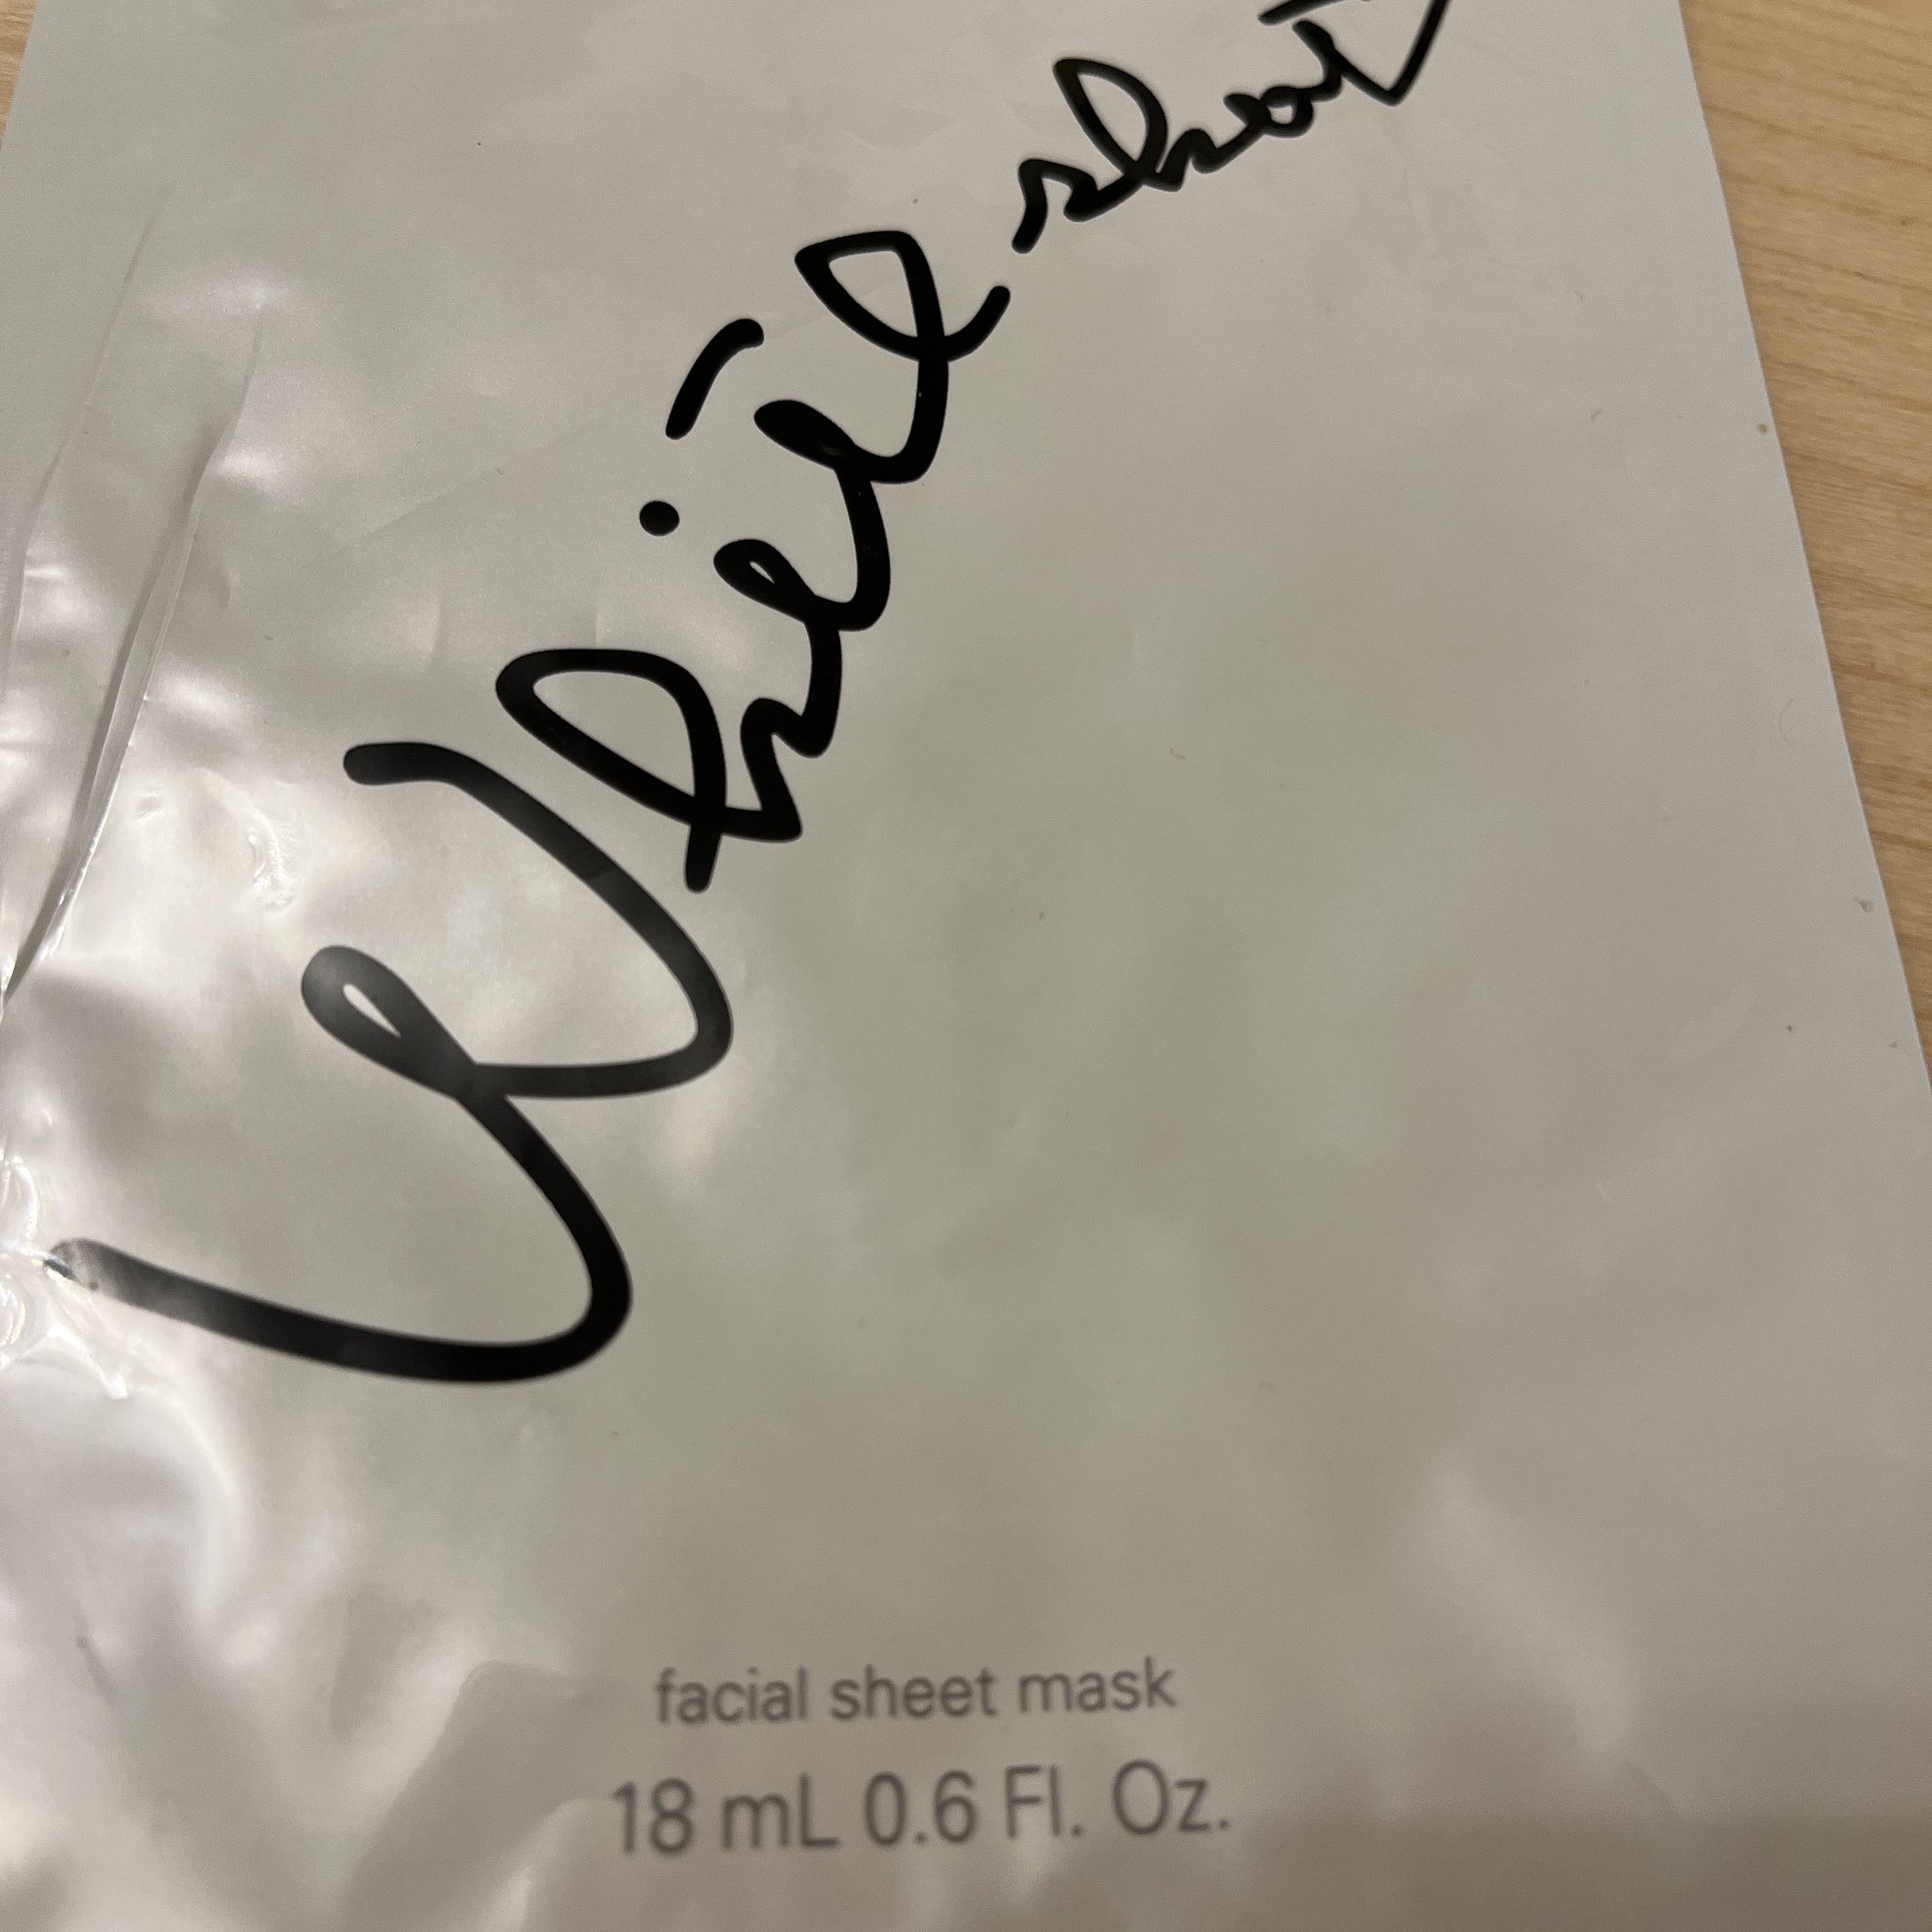 White shot
facial sheet mask
18 mL 0.6 Fl. Oz.